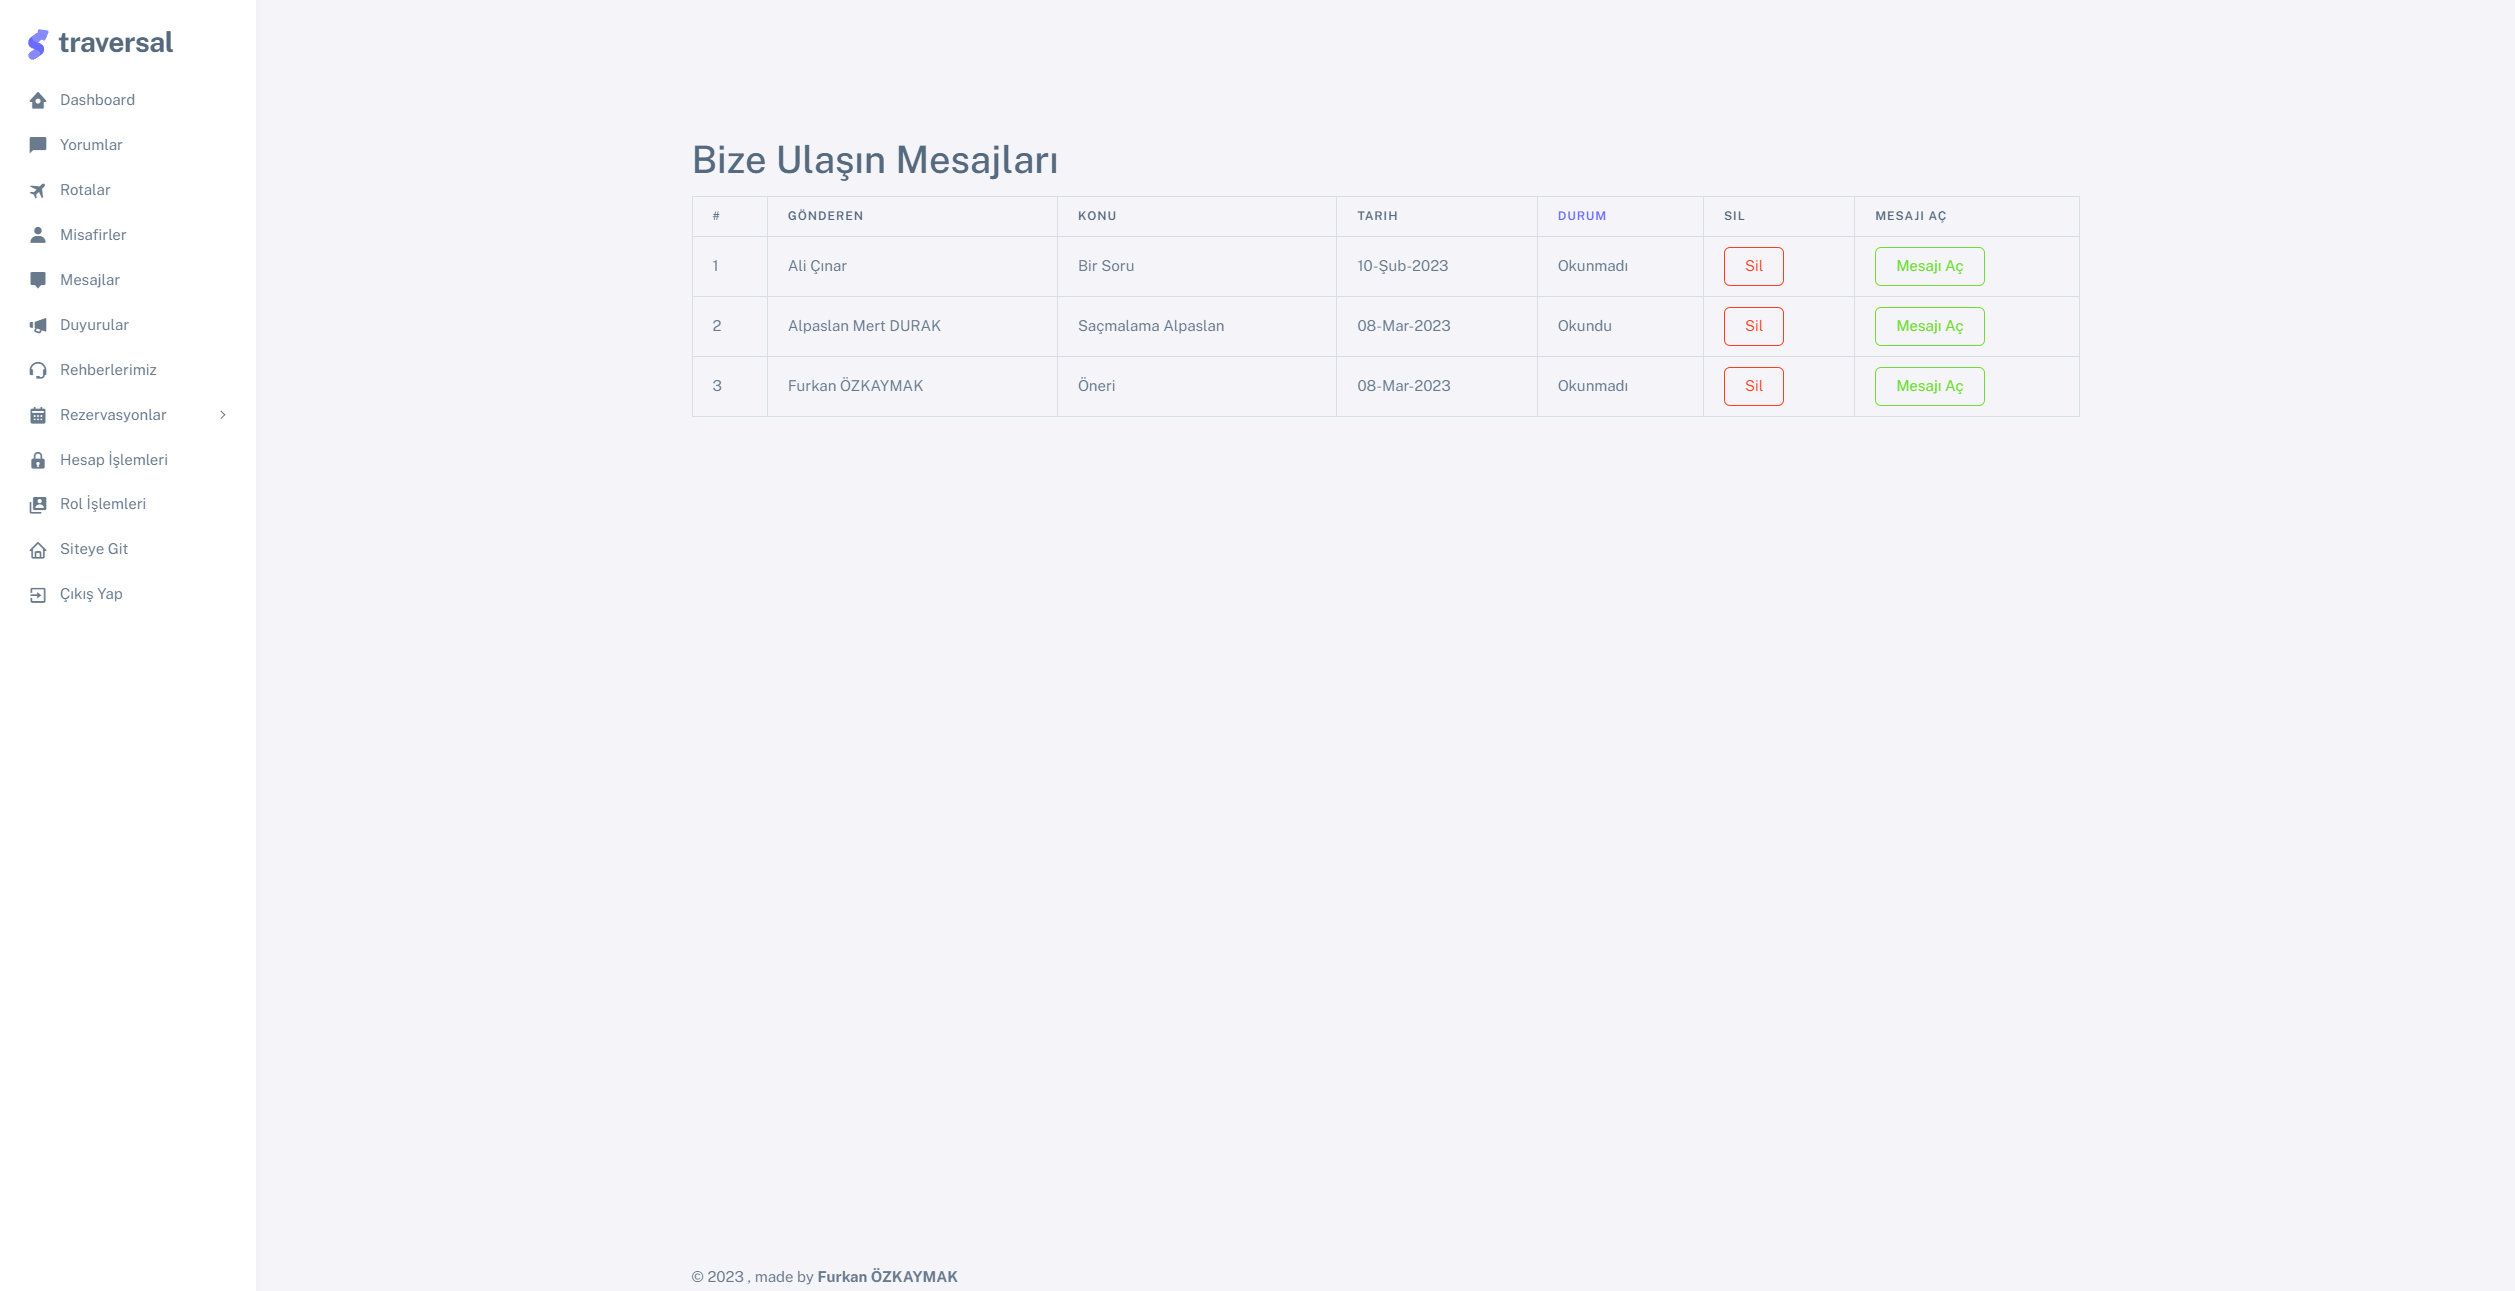 traversal
Dashboard
Yorumlar
Rotalar
Misafirler
Mesajlar
Duyurular
Rehberlerimiz
Rezervasyonlar
Hesap İşlemleri
Rol İşlemleri
Siteye Git
Çıkış Yap
Bize Ulaşın Mesajları
# GÖNDEREN KONU TARIH DURUM SIL MESAJI AÇ
1 Ali Çınar Bir Soru 10-Şub-2023 Okunmadı Sil Mesajı Aç
2 Alpaslan Mert DURAK Saçmalama Alpaslan 08-Mar-2023 Okundu Sil Mesajı Aç
3 Furkan ÖZKAYMAK Öneri 08-Mar-2023 Okunmadı Sil Mesajı Aç
© 2023 , made by Furkan ÖZKAYMAK